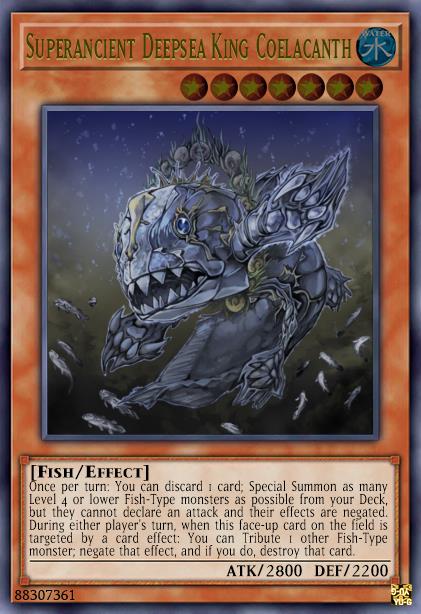 Superancient Deepsea King Coelacanth
WATER
水
[Fish/Effect]
Once per turn: You can discard 1 card; Special Summon as many
Level 4 or lower Fish-Type monsters as possible from your Deck,
but they cannot declare an attack and their effects are negated.
During either player's turn, when this face-up card on the field is
targeted by a card effect: You can Tribute 1 other Fish-Type
monster; negate that effect, and if you do, destroy that card.
ATK/2800 DEF/2200
88307361